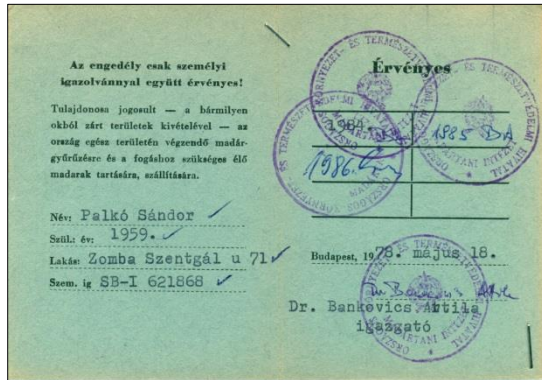 Az engedély csak személyi
igazolvánnyal együtt érvényes!
Tulajdonosa jogosult — a bármilyen
okból zárt területek kivételével — az
ország egész területén végzendő madár-
gyűrűzésre és a fogáshoz szükséges élő
madarak tartására, szállítására.
Név: Palkó Sándor
Szül.: év: 1959.
Lakás: Zomba Szentgál u 71
Szem. ig SB-I 621868
Érvényes
1985
1986.
Budapest, 1978. május 18.
Dr. Bankovics Attila
igazgató